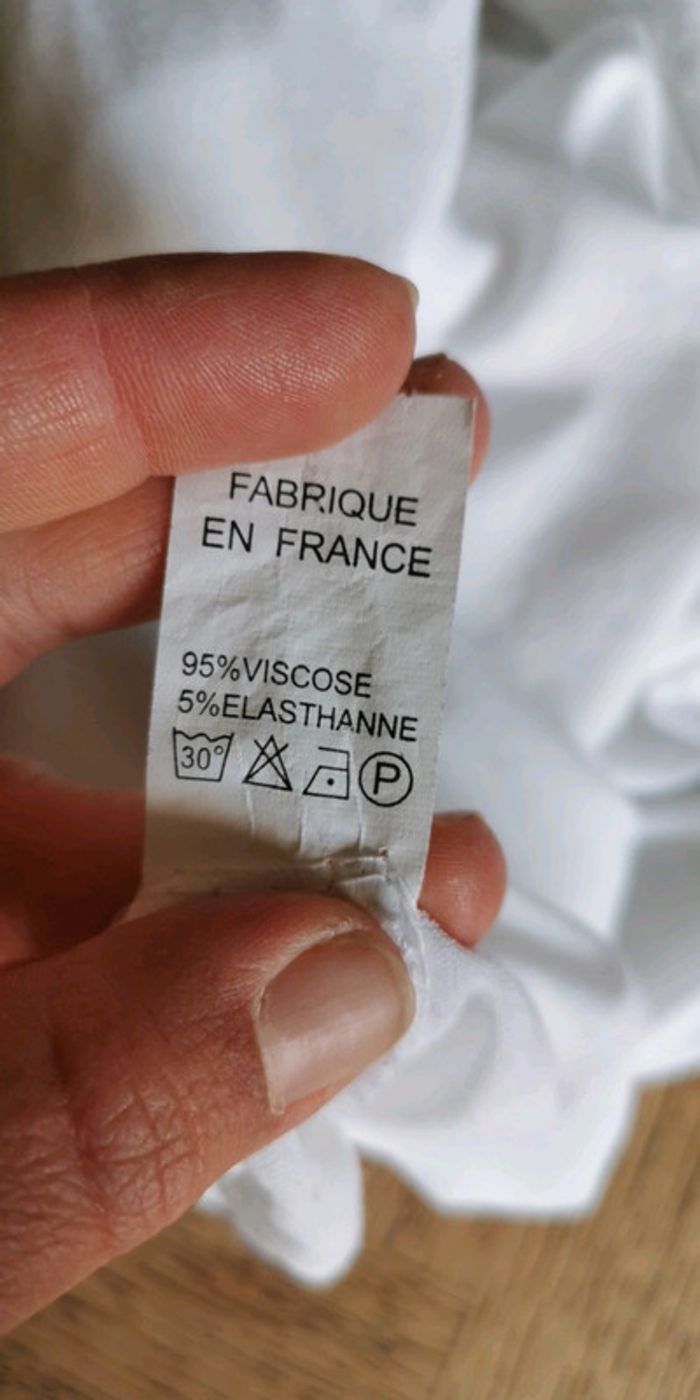 FABRIQUE
EN FRANCE
95%VISCOSE
5%ELASTHANNE
30° P